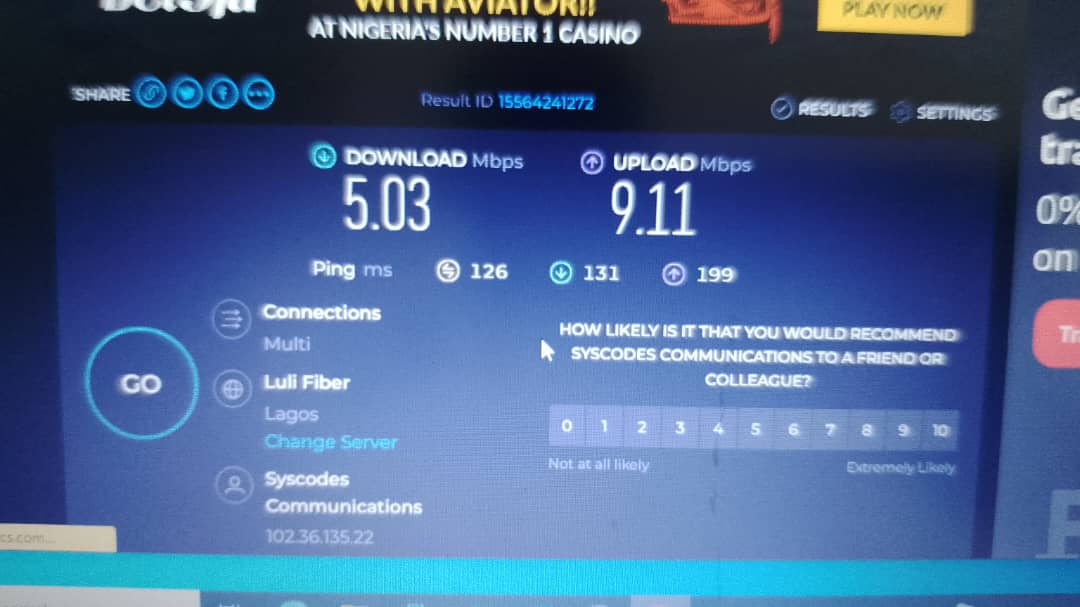 WITH AVIATOR!!
AT NIGERIA'S NUMBER 1 CASINO
PLAY NOW
SHARE
Result ID 15564241272
RESULTS
SETTINGS
DOWNLOAD Mbps
5.03
UPLOAD Mbps
9.11
Ping ms
126
131
199
Connections
Multi
GO
Luli Fiber
Lagos
Change Server
Syscodes
Communications
102.36.135.22
HOW LIKELY IS IT THAT YOU WOULD RECOMMEND
SYSCODES COMMUNICATIONS TO A FRIEND OR
COLLEAGUE?
0 1 2 3 4 5 6 7 8 9 10
Not at all likely
Extremely Likely
0%
on
cs.com...